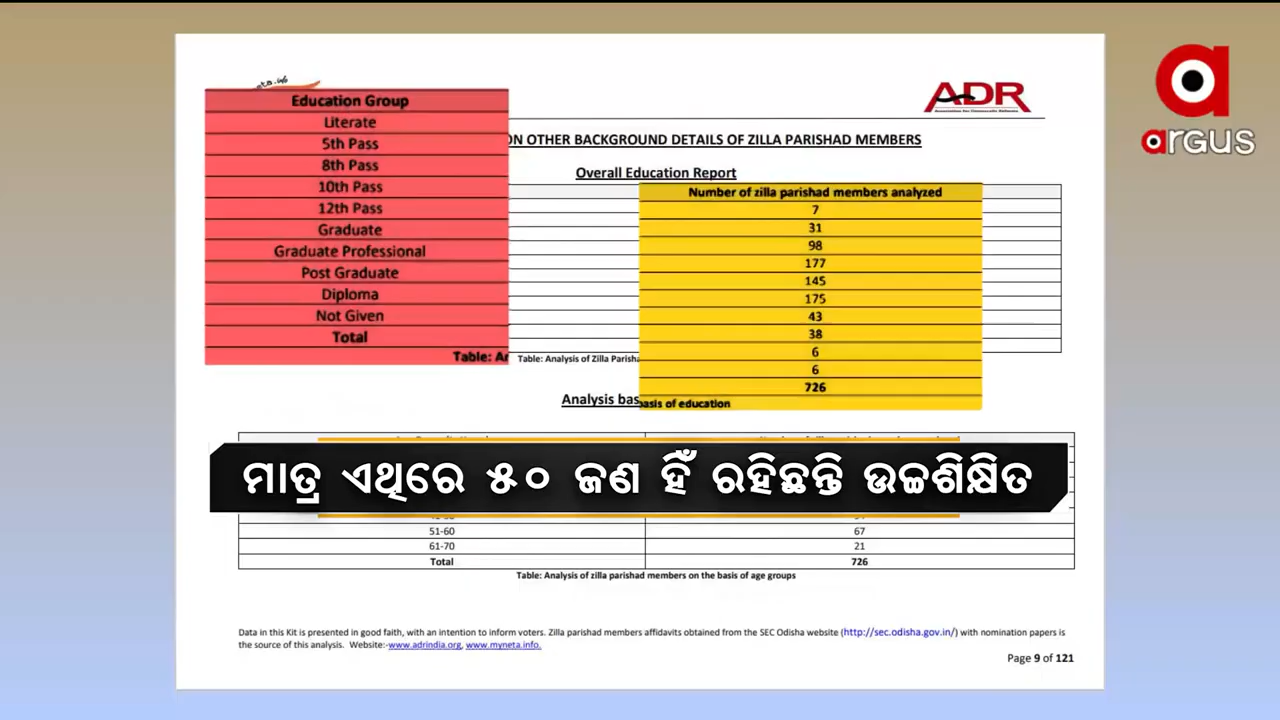 ADR
argus
Education Group
Literate
5th Pass
8th Pass
10th Pass
12th Pass
Graduate
Graduate Professional
Post Graduate
Diploma
Not Given
Total
Table: Ar
ON OTHER BACKGROUND DETAILS OF ZILLA PARISHAD MEMBERS
Overall Education Report
Number of zilla parishad members analyzed
7
31
98
177
145
175
43
38
6
6
726
basis of education
Table: Analysis of Zilla Parisha
Analysis bas
ମାତ୍ର ଏଥିରେ ୫୦ ଜଣ ହିଁ ରହିଛନ୍ତି ଉଚ୍ଚଶିକ୍ଷିତ
51-60 67
61-70 21
Total 726
Table: Analysis of zilla parishad members on the basis of age groups
Data in this Kit is presented in good faith, with an intention to inform voters. Zilla parishad members affidavits obtained from the SEC Odisha website (http://sec.odisha.gov.in/) with nomination papers is
the source of this analysis. Website:-www.adrindia.org, www.myneta.info.
Page 9 of 121